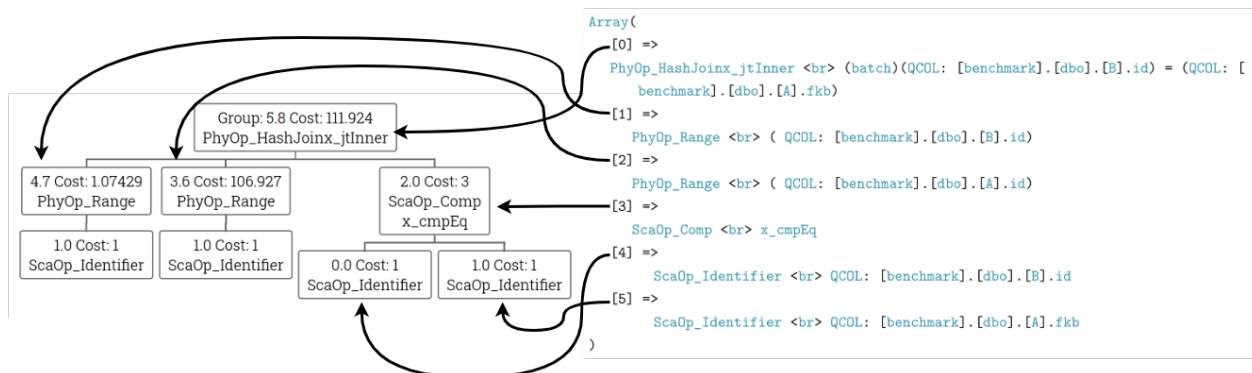 Group: 5.8 Cost: 111.924
PhyOp_HashJoinx_jtInner
4.7 Cost: 1.07429
PhyOp_Range
3.6 Cost: 106.927
PhyOp_Range
2.0 Cost: 3
ScaOp_Comp
x_cmpEq
1.0 Cost: 1
ScaOp_Identifier
1.0 Cost: 1
ScaOp_Identifier
0.0 Cost: 1
ScaOp_Identifier
1.0 Cost: 1
ScaOp_Identifier
Array(
[0] =>
PhyOp_HashJoinx_jtInner <br> (batch)(QCOL: [benchmark].[dbo].[B].id) = (QCOL: [
benchmark].[dbo].[A].fkb)
[1] =>
PhyOp_Range <br> ( QCOL: [benchmark].[dbo].[B].id)
[2] =>
PhyOp_Range <br> ( QCOL: [benchmark].[dbo].[A].id)
[3] =>
ScaOp_Comp <br> x_cmpEq
[4] =>
ScaOp_Identifier <br> QCOL: [benchmark].[dbo].[B].id
[5] =>
ScaOp_Identifier <br> QCOL: [benchmark].[dbo].[A].fkb
)